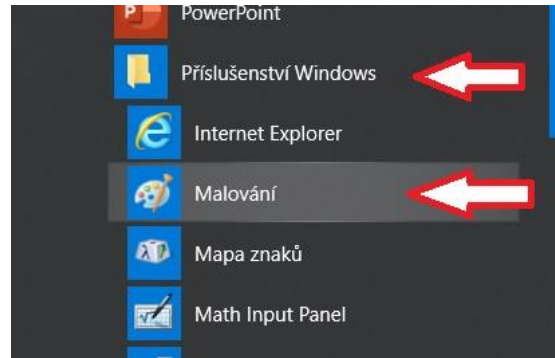 PowerPoint
Příslušenství Windows
Internet Explorer
Malování
Mapa znaků
Math Input Panel